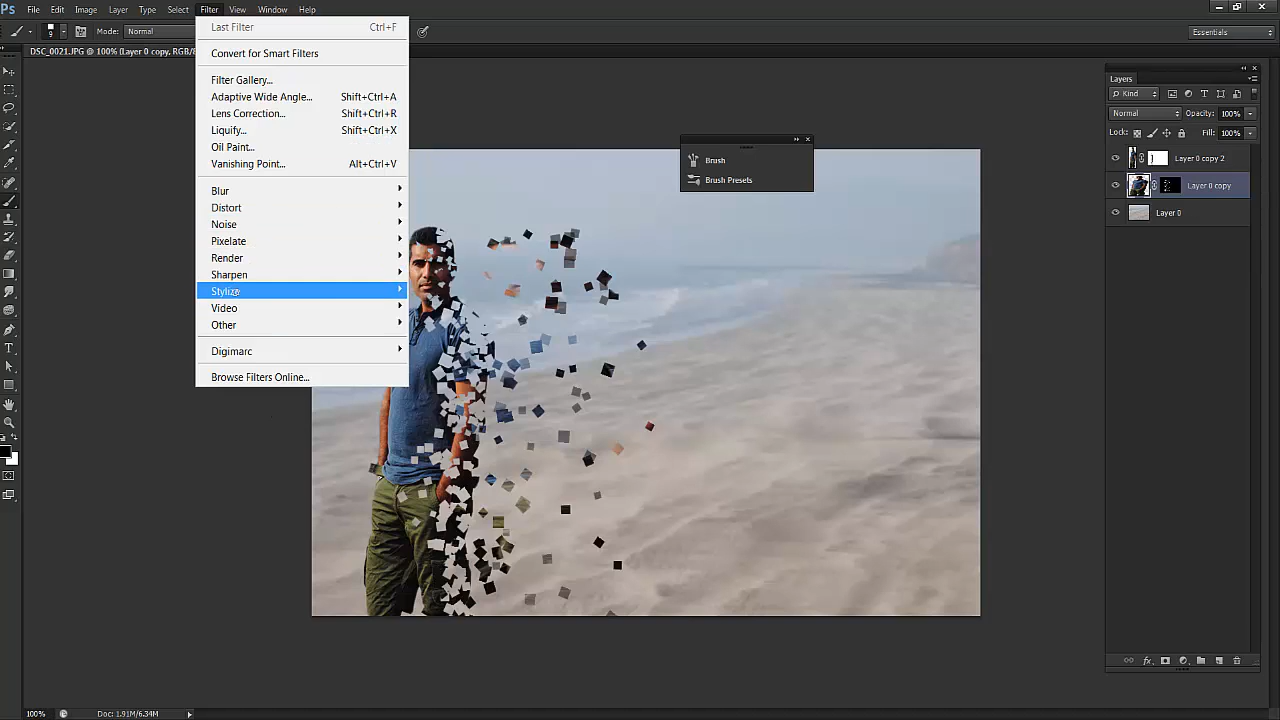 Ps File Edit Image Layer Type Select Filter View Window Help
9 Mode: Normal
Essentials
DSC_0021.JPG @ 100% (Layer 0 copy, RGB/8
Last Filter Ctrl+F
Convert for Smart Filters
Filter Gallery...
Adaptive Wide Angle... Shift+Ctrl+A
Lens Correction... Shift+Ctrl+R
Liquify... Shift+Ctrl+X
Oil Paint...
Vanishing Point... Alt+Ctrl+V
Blur
Distort
Noise
Pixelate
Render
Sharpen
Stylize
Video
Other
Digimarc
Browse Filters Online...
Brush
Brush Presets
Layers
Kind
Normal Opacity: 100%
Lock: Fill: 100%
Layer 0 copy 2
Layer 0 copy
Layer 0
fx
100% Doc: 1.91M/6.34M